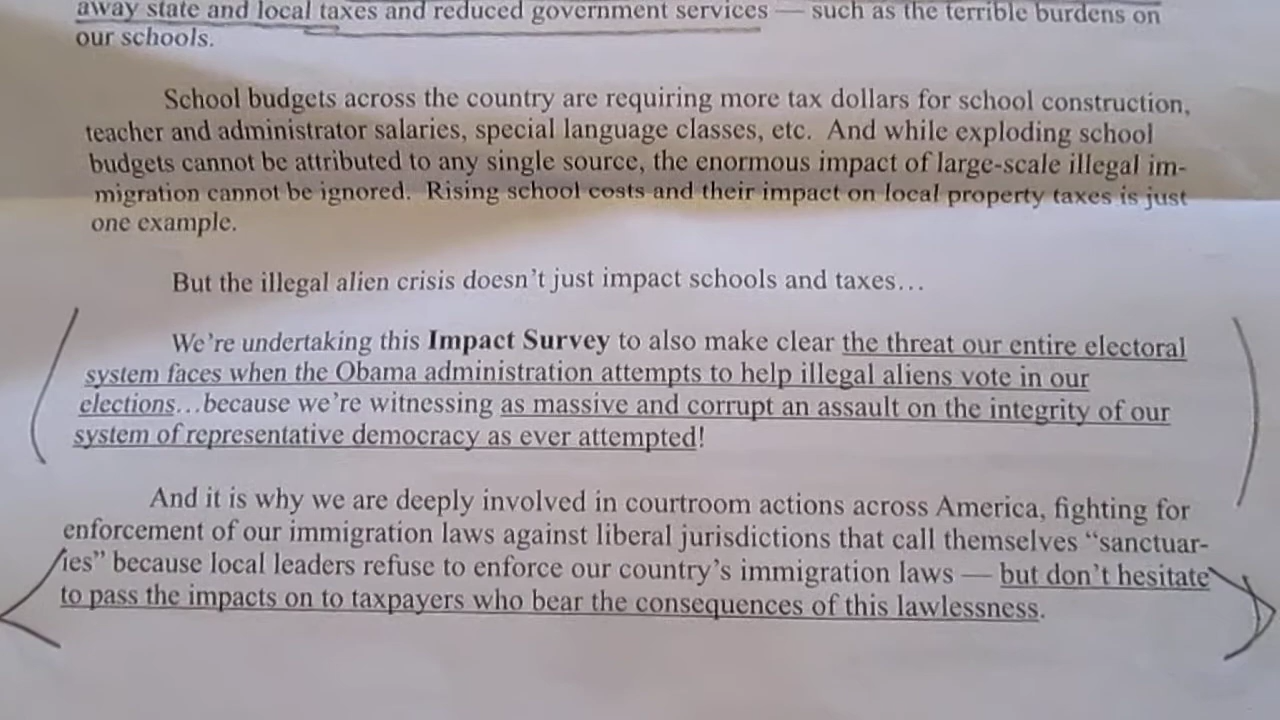 away state and local taxes and reduced government services — such as the terrible burdens on
our schools.
School budgets across the country are requiring more tax dollars for school construction,
teacher and administrator salaries, special language classes, etc. And while exploding school
budgets cannot be attributed to any single source, the enormous impact of large-scale illegal im-
migration cannot be ignored. Rising school costs and their impact on local property taxes is just
one example.
But the illegal alien crisis doesn't just impact schools and taxes…
We're undertaking this Impact Survey to also make clear the threat our entire electoral
system faces when the Obama administration attempts to help illegal aliens vote in our
elections…because we're witnessing as massive and corrupt an assault on the integrity of our
system of representative democracy as ever attempted!
And it is why we are deeply involved in courtroom actions across America, fighting for
enforcement of our immigration laws against liberal jurisdictions that call themselves “sanctuar-
ies” because local leaders refuse to enforce our country's immigration laws — but don't hesitate
to pass the impacts on to taxpayers who bear the consequences of this lawlessness.